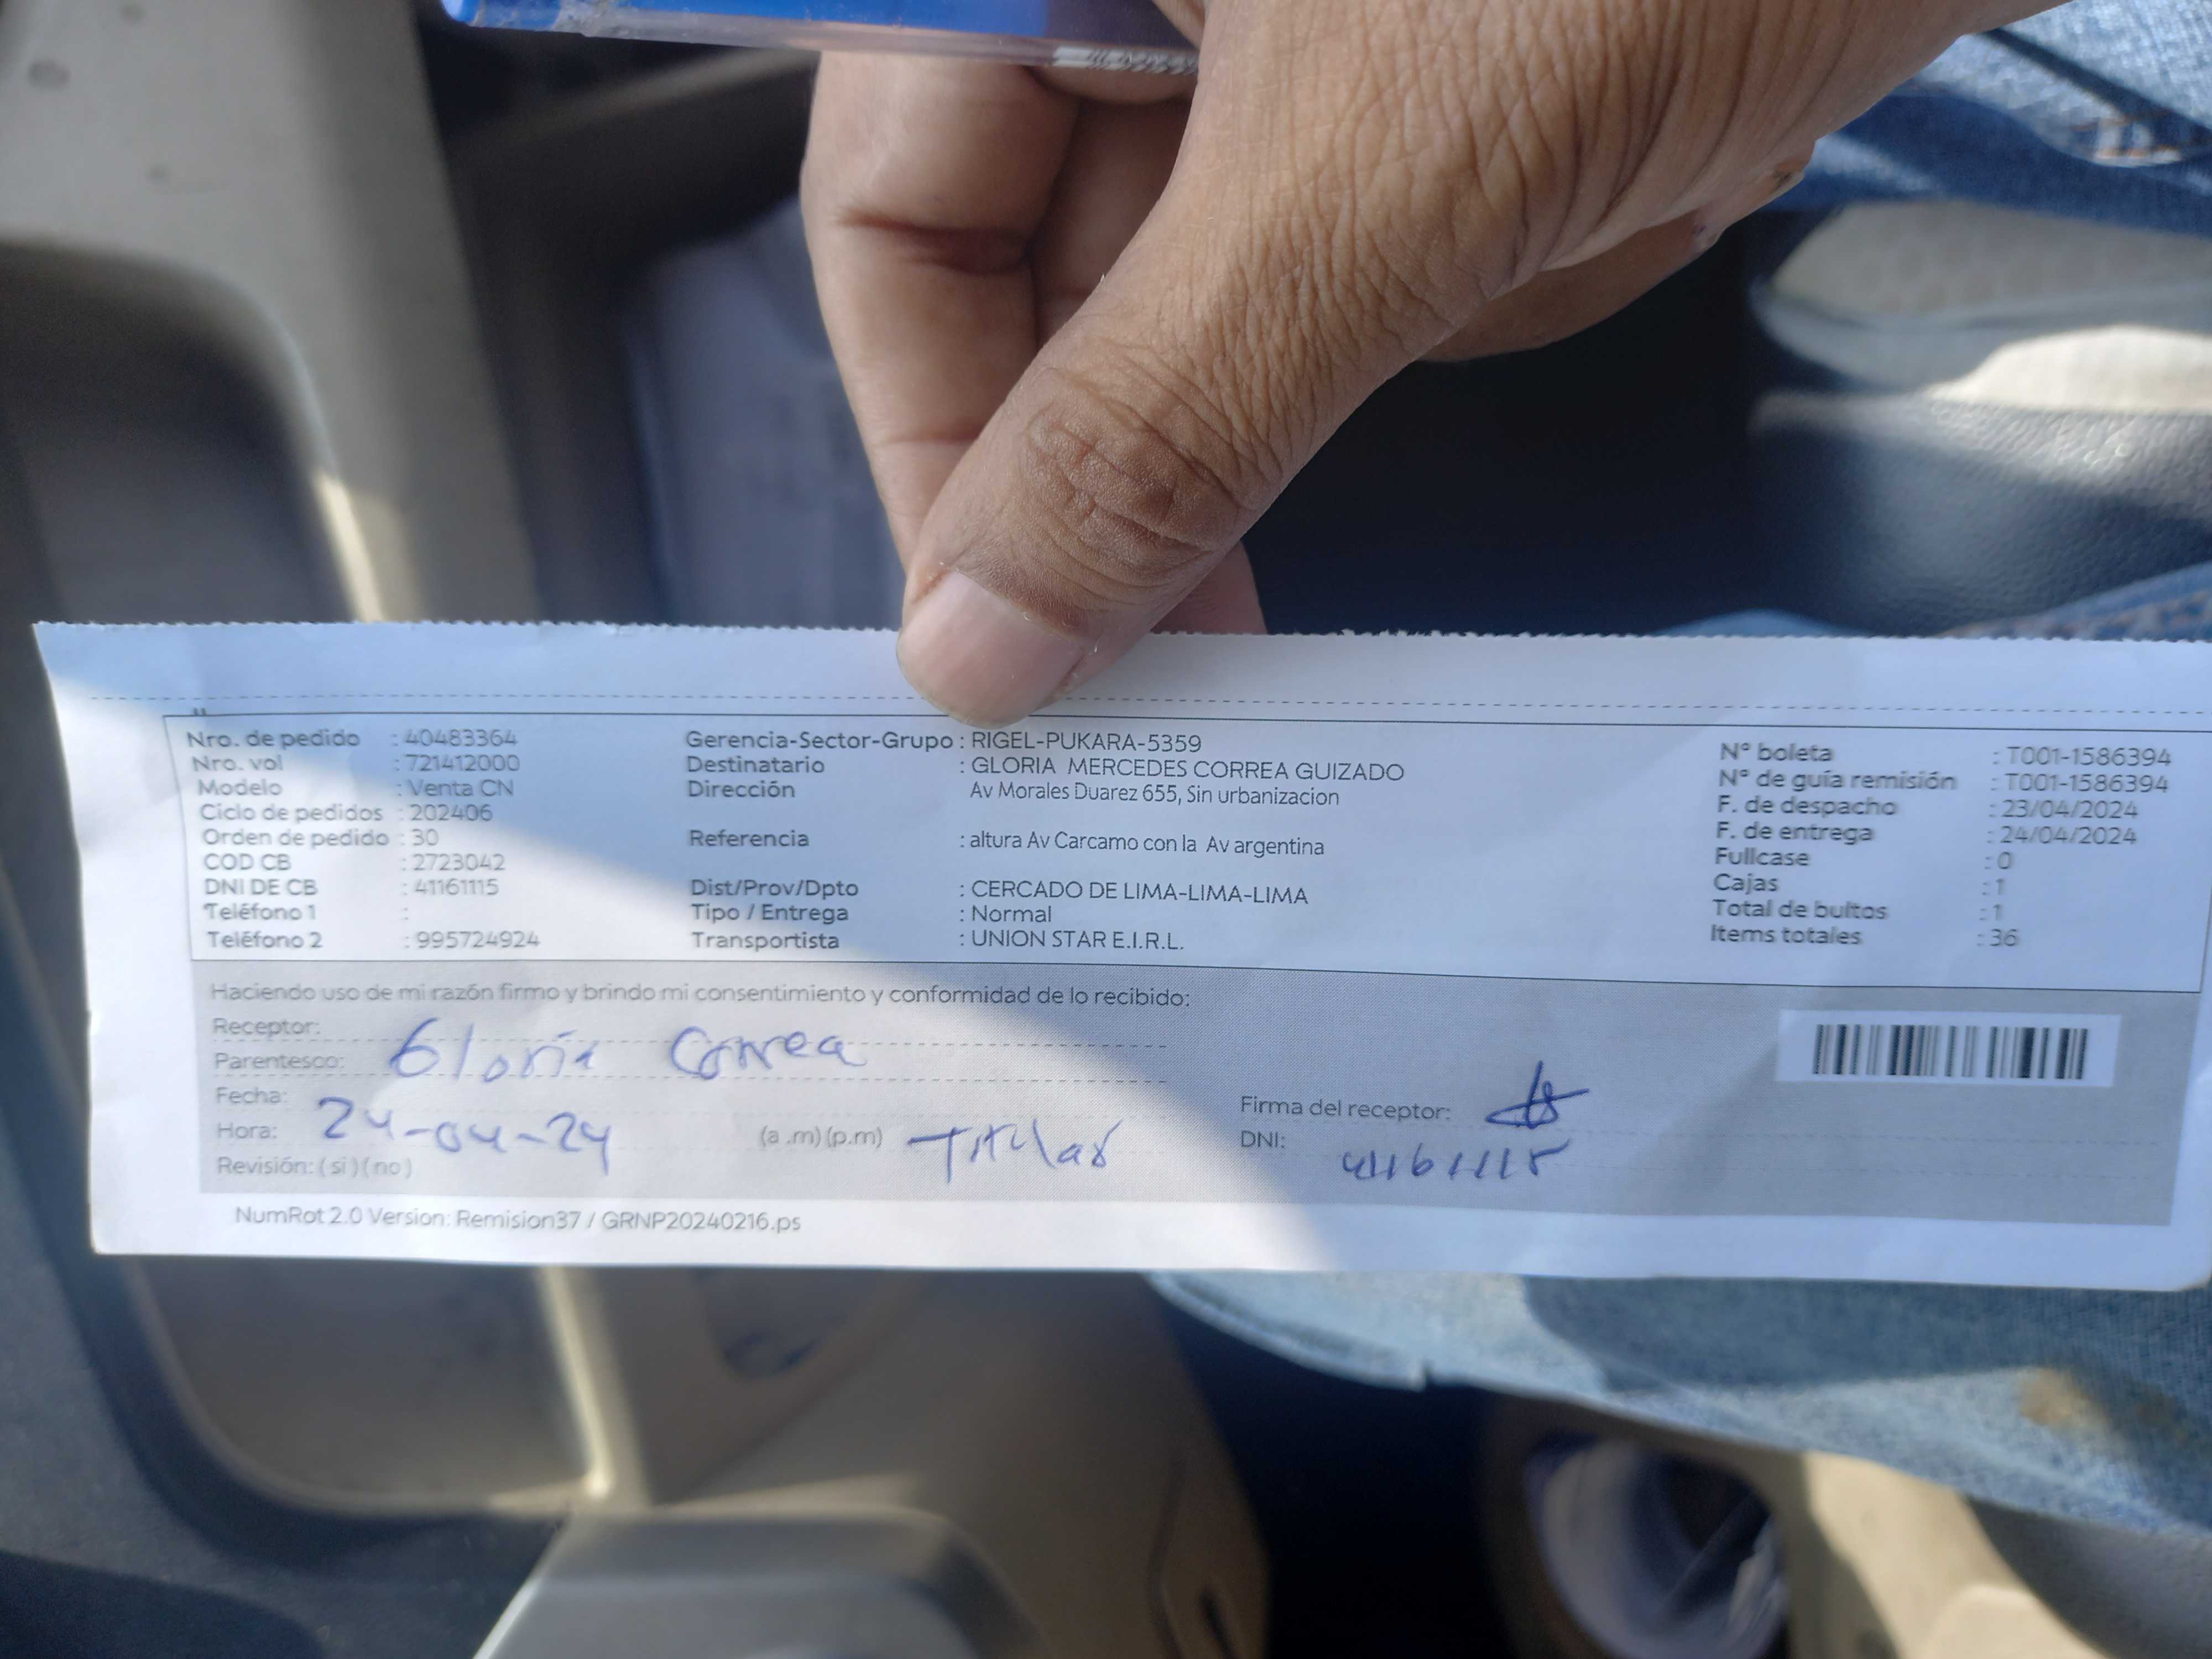 Nro. de pedido : 40483364 Gerencia-Sector-Grupo : RIGEL-PUKARA-5359 N° boleta : T001-1586394
Nro. vol : 721412000 Destinatario : GLORIA MERCEDES CORREA GUIZADO N° de guía remisión : T001-1586394
Modelo : Venta CN Dirección Av Morales Duarez 655, Sin urbanizacion F. de despacho : 23/04/2024
Ciclo de pedidos : 202406 F. de entrega : 24/04/2024
Orden de pedido : 30 Referencia : altura Av Carcamo con la Av argentina Fullcase : 0
COD CB : 2723042 Cajas : 1
DNI DE CB : 41161115 Dist/Prov/Dpto : CERCADO DE LIMA-LIMA-LIMA Total de bultos : 1
Teléfono 1 : Tipo / Entrega : Normal Items totales : 36
Teléfono 2 : 995724924 Transportista : UNION STAR E.I.R.L.
Haciendo uso de mi razón firmo y brindo mi consentimiento y conformidad de lo recibido:
Receptor:
Parentesco: Gloria Correa
Fecha: Firma del receptor:
Hora: 24-04-24 (a .m) (p.m) Titular DNI: 41161115
Revisión: ( si ) ( no )
NumRot 2.0 Version: Remision37 / GRNP20240216.ps